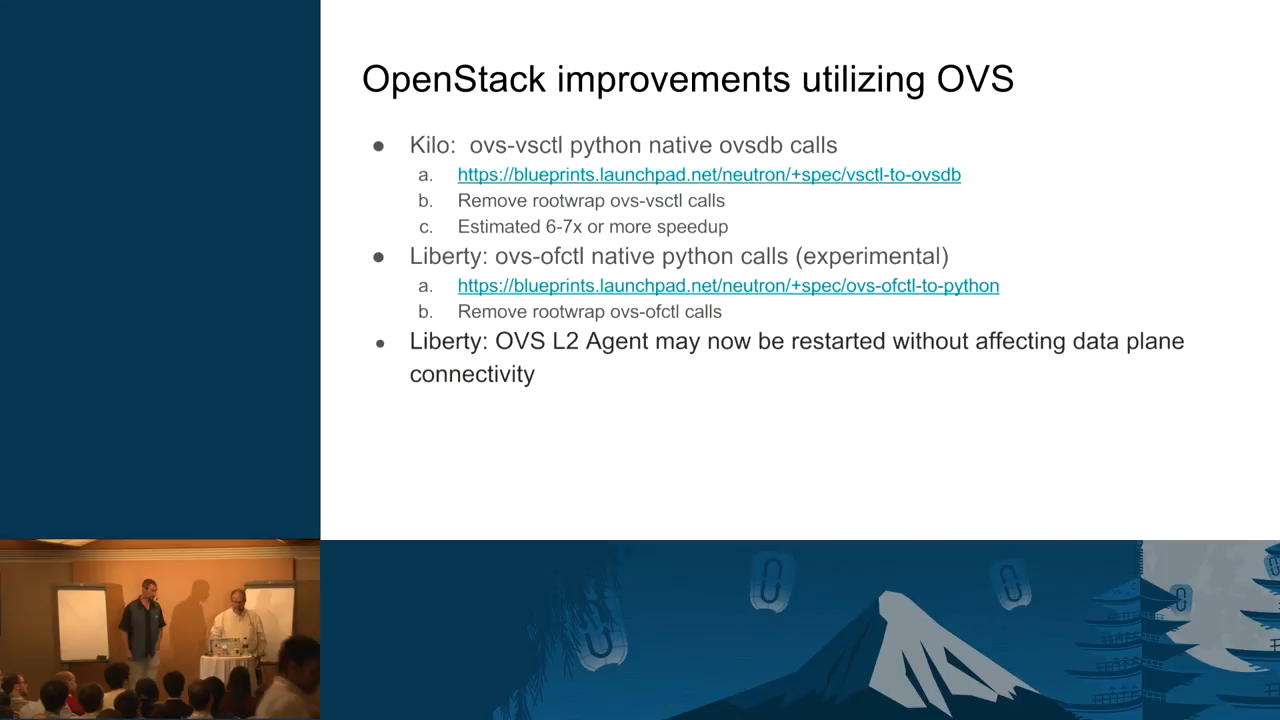 OpenStack improvements utilizing OVS
● Kilo:  ovs-vsctl python native ovsdb calls
a. https://blueprints.launchpad.net/neutron/+spec/vsctl-to-ovsdb
b. Remove rootwrap ovs-vsctl calls
c. Estimated 6-7x or more speedup
● Liberty: ovs-ofctl native python calls (experimental)
a. https://blueprints.launchpad.net/neutron/+spec/ovs-ofctl-to-python
b. Remove rootwrap ovs-ofctl calls
● Liberty: OVS L2 Agent may now be restarted without affecting data plane
connectivity